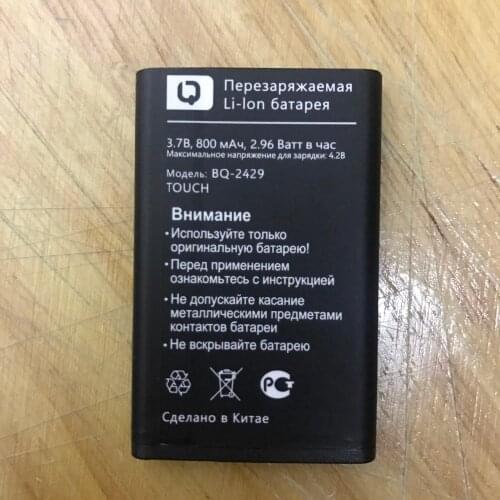 Перезаряжаемая
Li-Ion батарея
3.7В, 800 мАч, 2.96 Ватт в час
Максимальное напряжение для зарядки: 4.2В
Модель: BQ-2429
TOUCH
Внимание
•Используйте только
оригинальную батарею!
•Перед применением
ознакомьтесь с инструкцией
•Не допускайте касание
металлическими предметами
контактов батареи
•Не вскрывайте батарею
Сделано в Китае